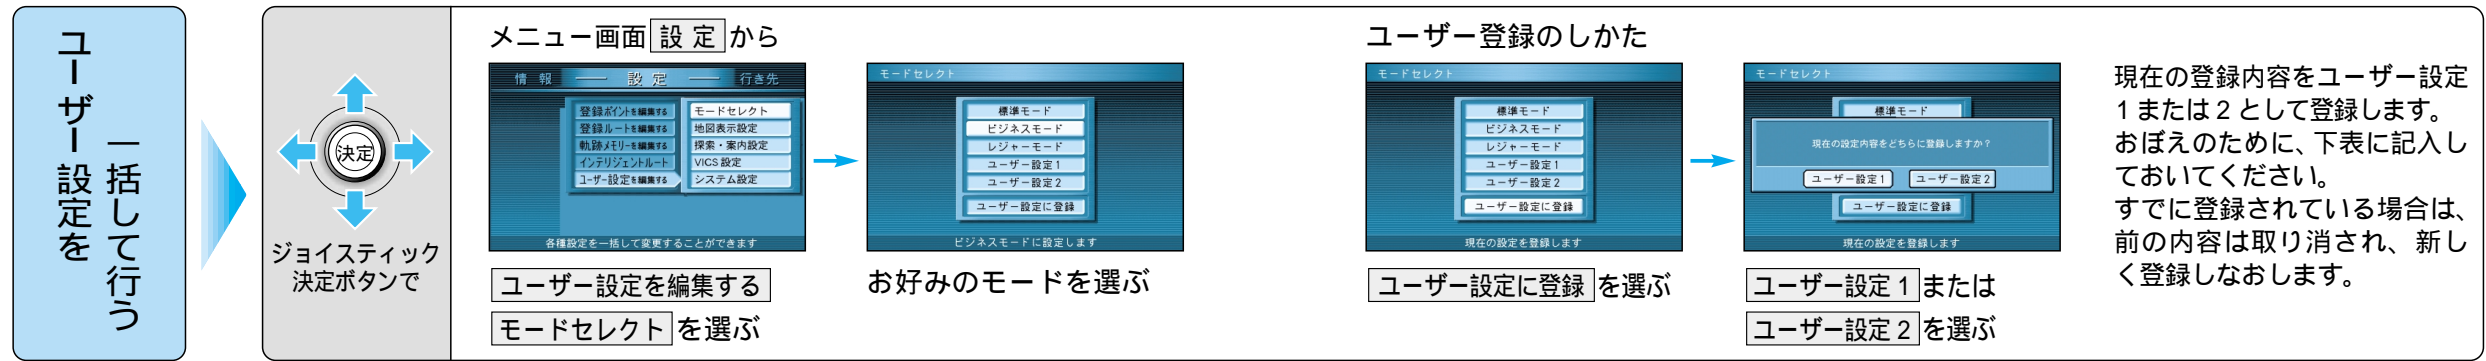 ユーザー設定を
一括して行う
決定
ジョイスティック
決定ボタンで
メニュー画面 設定 から
情報 設定 行き先
登録ポイントを編集する
登録ルートを編集する
軌跡メモリーを編集する
インテリジェントルート
ユーザー設定を編集する
モードセレクト
地図表示設定
探索・案内設定
VICS 設定
システム設定
各種設定を一括して変更することができます
ユーザー設定を編集する
モードセレクト を選ぶ
モードセレクト
標準モード
ビジネスモード
レジャーモード
ユーザー設定1
ユーザー設定2
ユーザー設定に登録
ビジネスモードに設定します
お好みのモードを選ぶ
ユーザー登録のしかた
モードセレクト
標準モード
ビジネスモード
レジャーモード
ユーザー設定1
ユーザー設定2
ユーザー設定に登録
現在の設定を登録します
ユーザー設定に登録 を選ぶ
モードセレクト
標準モード
現在の設定内容をどちらに登録しますか?
ユーザー設定1 ユーザー設定2
ユーザー設定に登録
現在の設定を登録します
ユーザー設定 1 または
ユーザー設定 2 を選ぶ
現在の登録内容をユーザー設定
1 または 2 として登録します。
おぼえのために、下表に記入し
ておいてください。
すでに登録されている場合は、
前の内容は取り消され、新し
く登録しなおします。